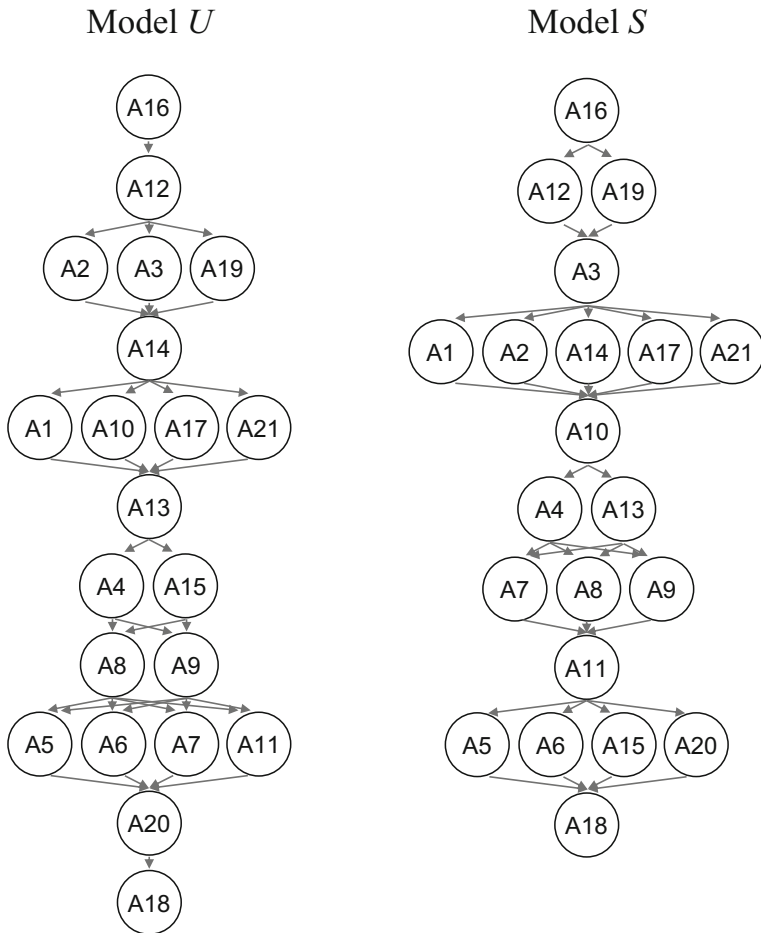 Model U Model S
A16 A16
A12 A12 A19
A2 A3 A19 A3
A14 A1 A2 A14 A17 A21
A1 A10 A17 A21 A10
A13 A4 A13
A4 A15 A7 A8 A9
A8 A9 A11
A5 A6 A7 A11 A5 A6 A15 A20
A20 A18
A18